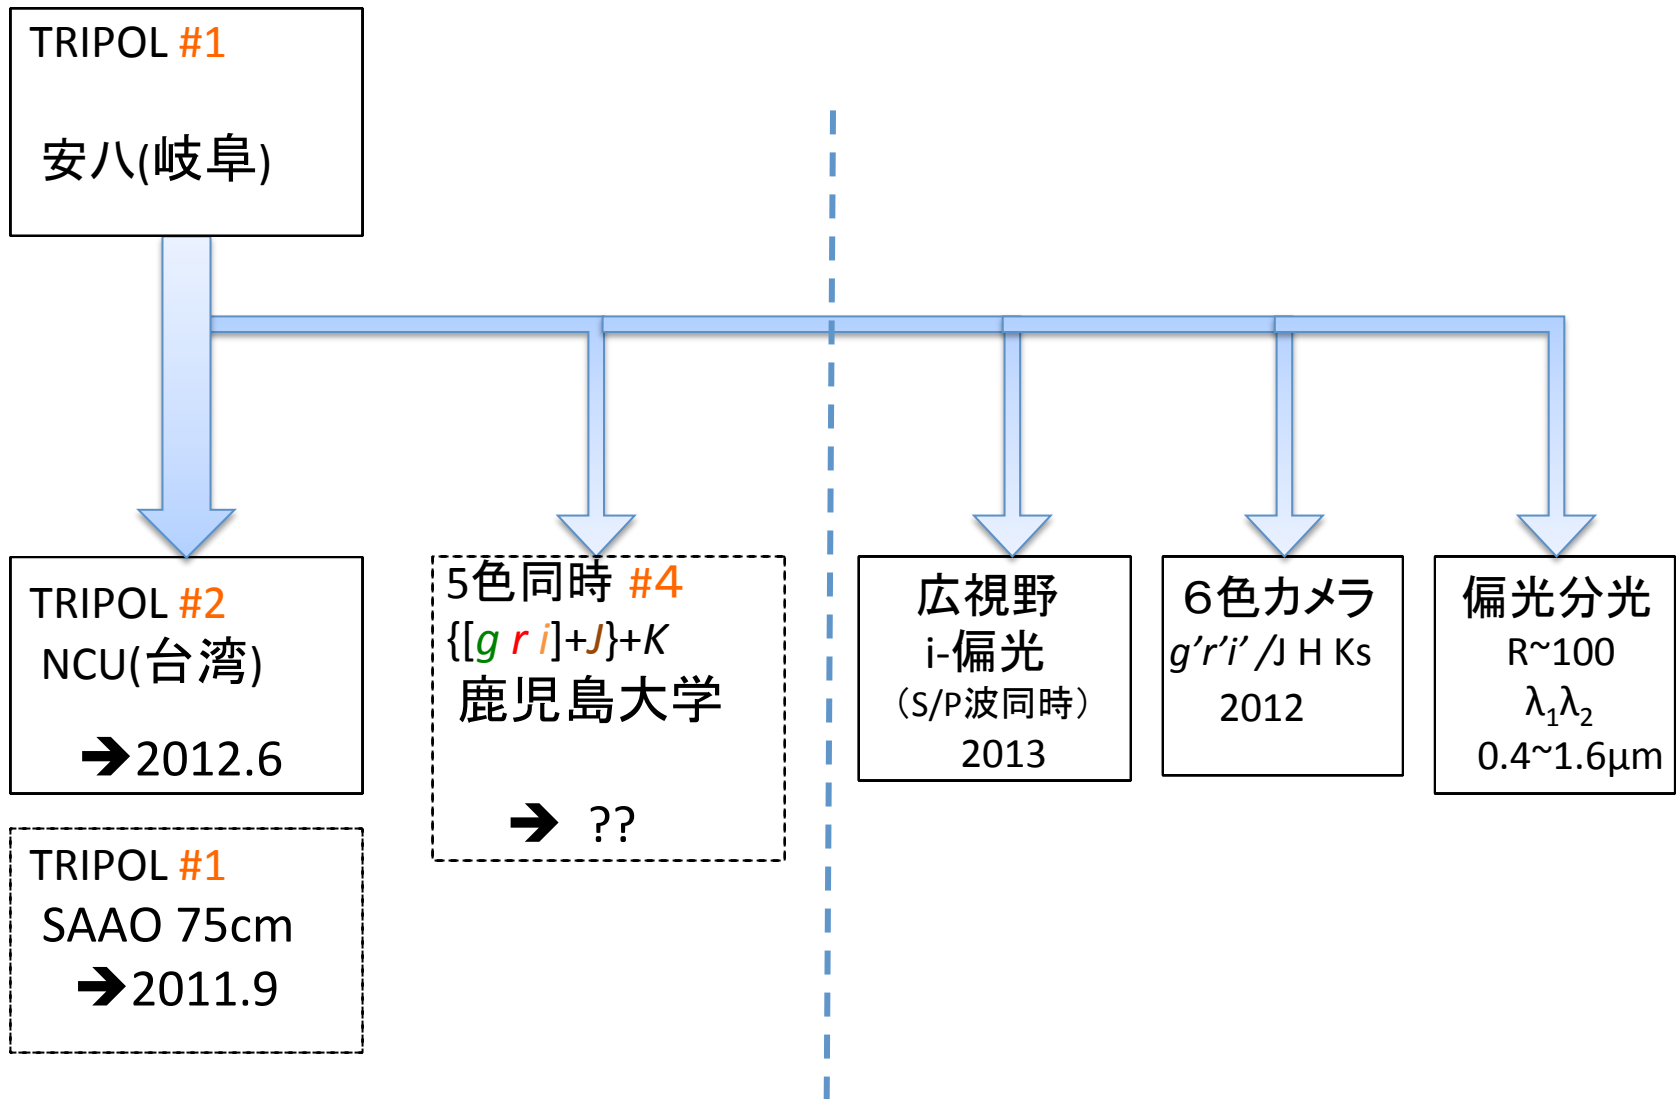 TRIPOL #1
安八(岐阜)
TRIPOL #2
NCU(台湾)
➔2012.6
TRIPOL #1
SAAO 75cm
➔2011.9
5色同時 #4
{[g r i]+J}+K
鹿児島大学
➔ ??
広視野
i-偏光
（S/P波同時）
2013
６色カメラ
g’r’i’ /J H Ks
2012
偏光分光
R~100
λ₁λ₂
0.4~1.6μm